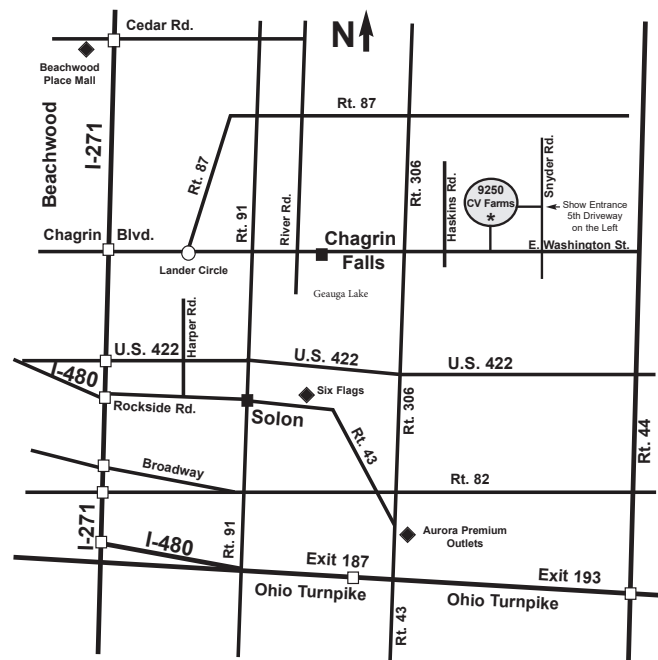 Cedar Rd.
N
Beachwood
Place Mall
Beachwood
I-271
Rt. 87
Rt. 87
Rt. 91
River Rd.
Rt. 306
Haskins Rd.
9250
CV Farms
*
Snyder Rd.
Show Entrance
5th Driveway
on the Left
Chagrin Blvd.
Lander Circle
Chagrin
Falls
E. Washington St.
Geauga Lake
Harper Rd.
U.S. 422
U.S. 422
U.S. 422
I-480
Rockside Rd.
Solon
Six Flags
Rt. 306
Rt. 43
Rt. 44
Broadway
Rt. 82
I-271
I-480
Rt. 91
Aurora Premium
Outlets
Exit 187
Ohio Turnpike
Exit 193
Ohio Turnpike
Rt. 43